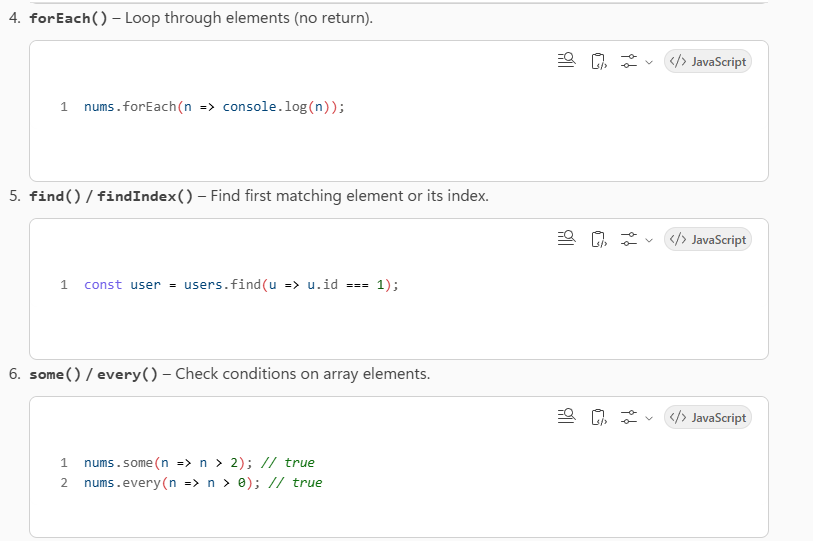 4. forEach() – Loop through elements (no return).
</> JavaScript
1 nums.forEach(n => console.log(n));
5. find() / findIndex() – Find first matching element or its index.
</> JavaScript
1 const user = users.find(u => u.id === 1);
6. some() / every() – Check conditions on array elements.
</> JavaScript
1 nums.some(n => n > 2); // true
2 nums.every(n => n > 0); // true